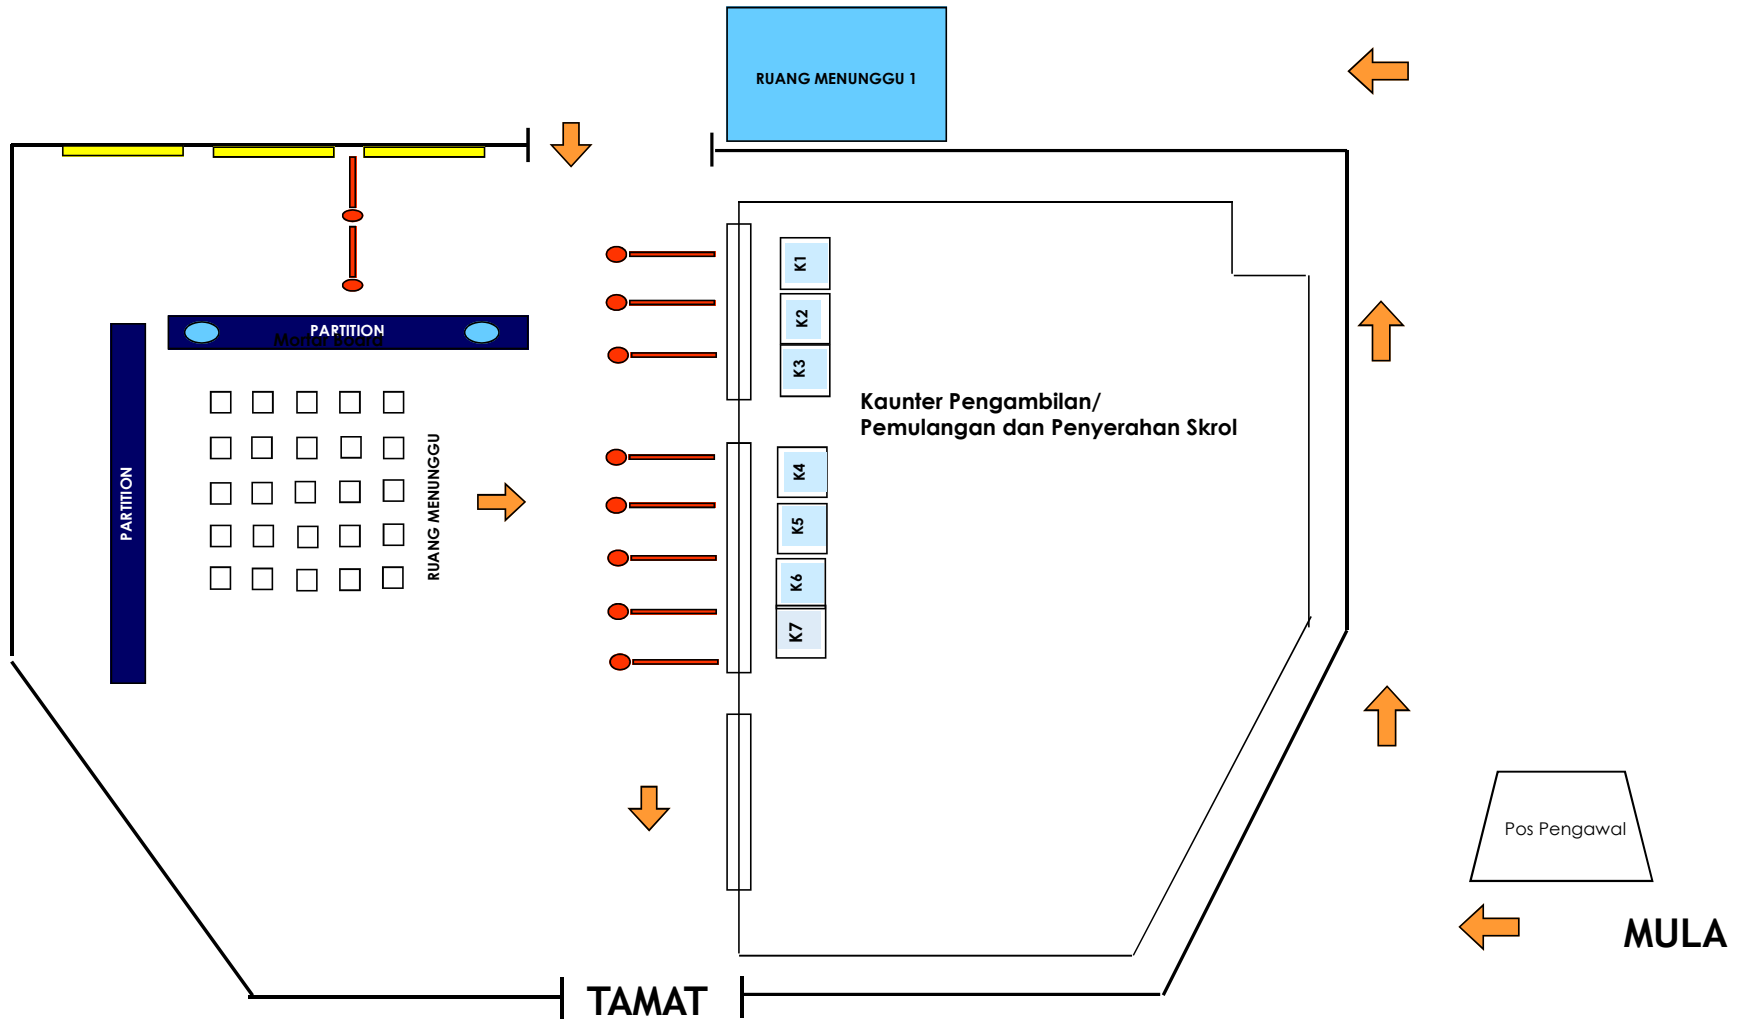 RUANG MENUNGGU 1
PARTITION
Mortar Board
PARTITION
RUANG MENUNGGU
K1
K2
K3
Kaunter Pengambilan/
Pemulangan dan Penyerahan Skrol
K4
K5
K6
K7
Pos Pengawal
MULA
TAMAT